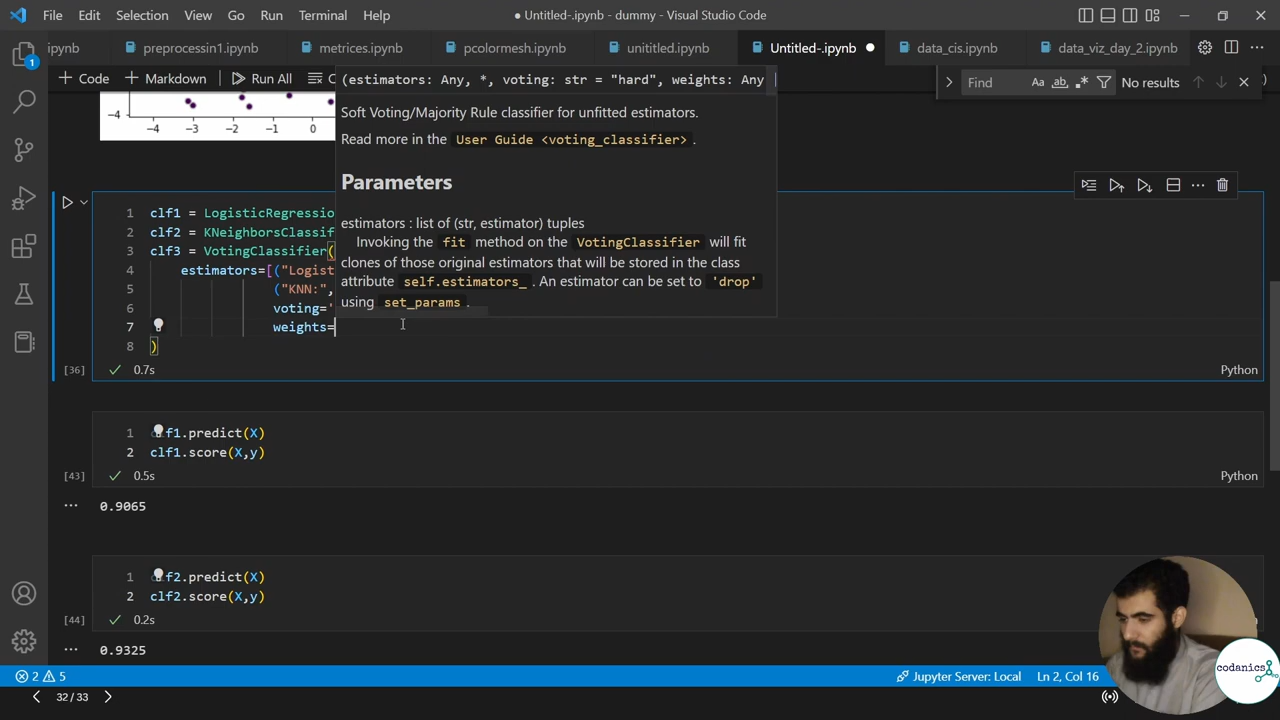 File Edit Selection View Go Run Terminal Help
● Untitled-.ipynb - dummy - Visual Studio Code
ipynb preprocessin1.ipynb metrices.ipynb pcolormesh.ipynb unititled.ipynb Untitled-.ipynb data_cis.ipynb data_viz_day_2.ipynb
Code Markdown Run All C
(estimators: Any, *, voting: str = "hard", weights: Any
Find Aa ab .* No results
−4
−4 −3 −2 −1 0
Soft Voting/Majority Rule classifier for unfitted estimators.
Read more in the User Guide <voting_classifier> .
Parameters
estimators : list of (str, estimator) tuples
Invoking the fit method on the VotingClassifier will fit
clones of those original estimators that will be stored in the class
attribute self.estimators_ . An estimator can be set to 'drop'
using set_params .
1 clf1 = LogisticRegressio
2 clf2 = KNeighborsClassif
3 clf3 = VotingClassifier(
4 estimators=[("Logist
5 ("KNN:",
6 voting='
7 weights=
8 )
[36] 0.7s Python
1 clf1.predict(X)
2 clf1.score(X,y)
[43] 0.5s Python
... 0.9065
1 clf2.predict(X)
2 clf2.score(X,y)
[44] 0.2s
... 0.9325
codanics
2 5 Jupyter Server: Local Ln 2, Col 16
32 / 33
1